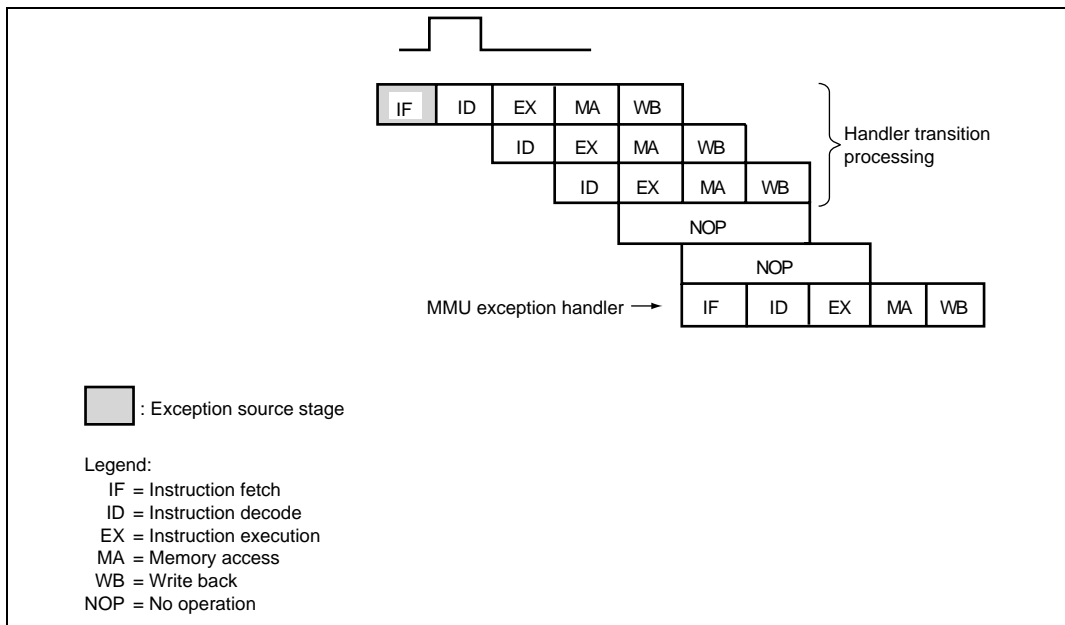 IF ID EX MA WB
ID EX MA WB
ID EX MA WB
Handler transition
processing
NOP
NOP
MMU exception handler
IF ID EX MA WB
: Exception source stage
Legend:
IF = Instruction fetch
ID = Instruction decode
EX = Instruction execution
MA = Memory access
WB = Write back
NOP = No operation